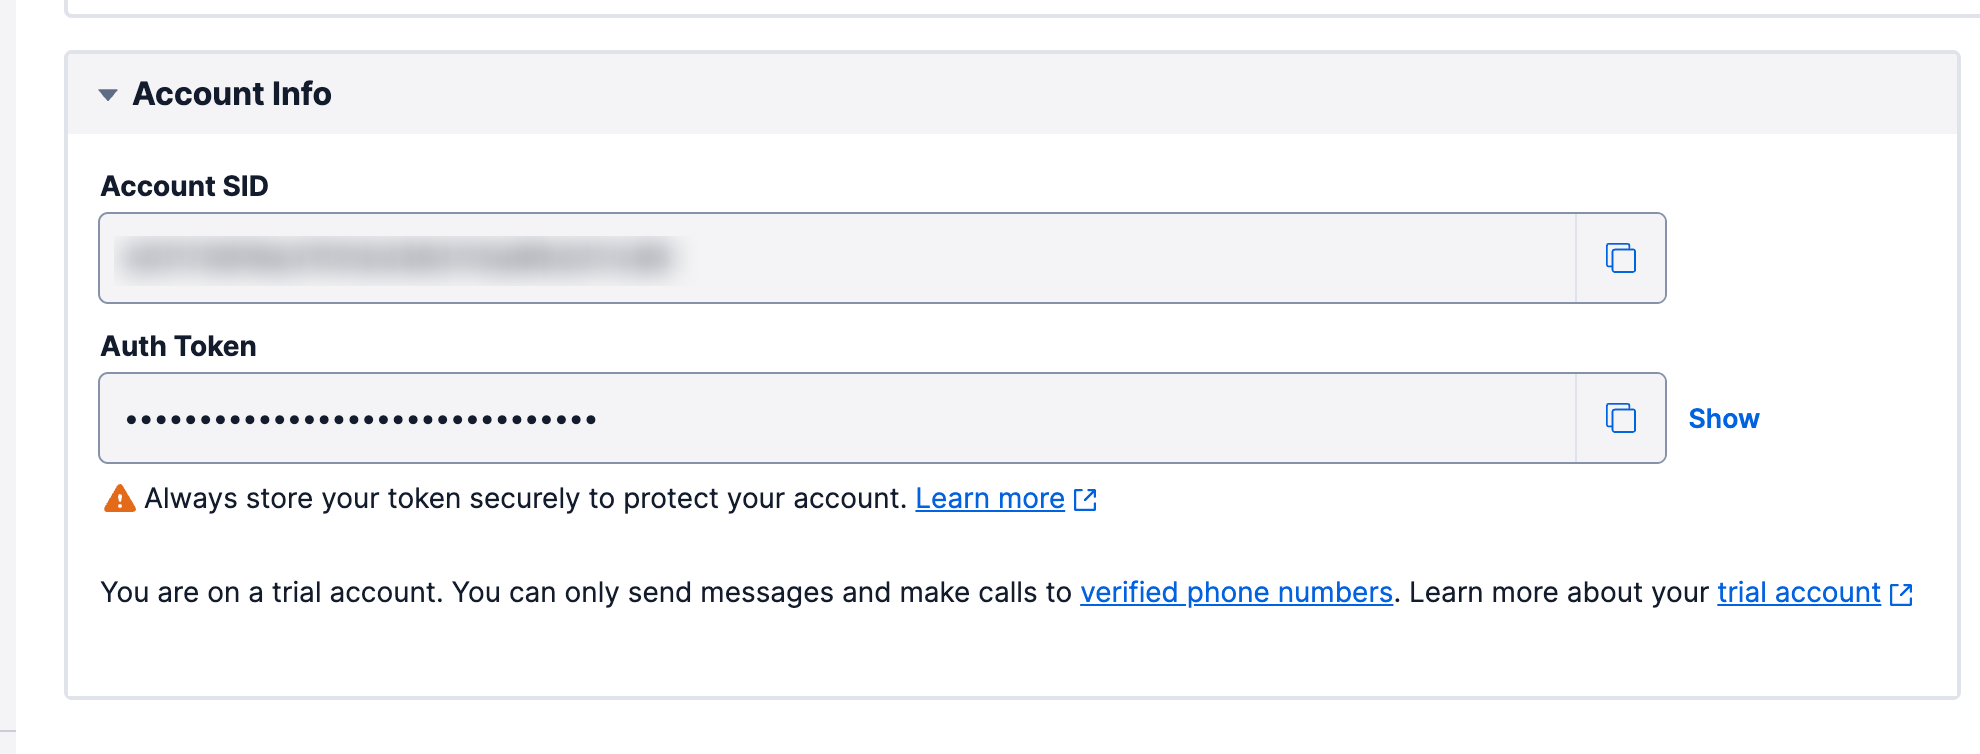 Account Info
Account SID
Auth Token
••••••••••••••••••••••••••••••••
Show
Always store your token securely to protect your account. Learn more
You are on a trial account. You can only send messages and make calls to verified phone numbers. Learn more about your trial account